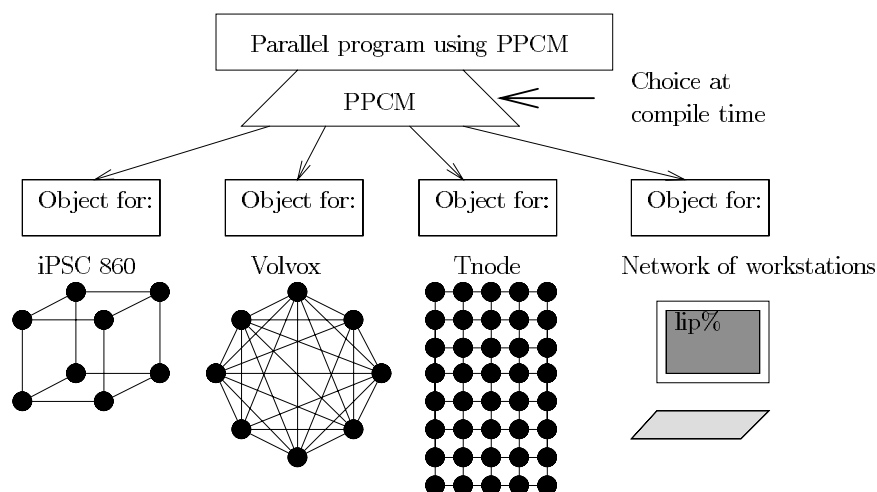 Parallel program using PPCM
PPCM
Choice at
compile time
Object for:
Object for:
Object for:
Object for:
iPSC 860
Volvox
Tnode
Network of workstations
lip%